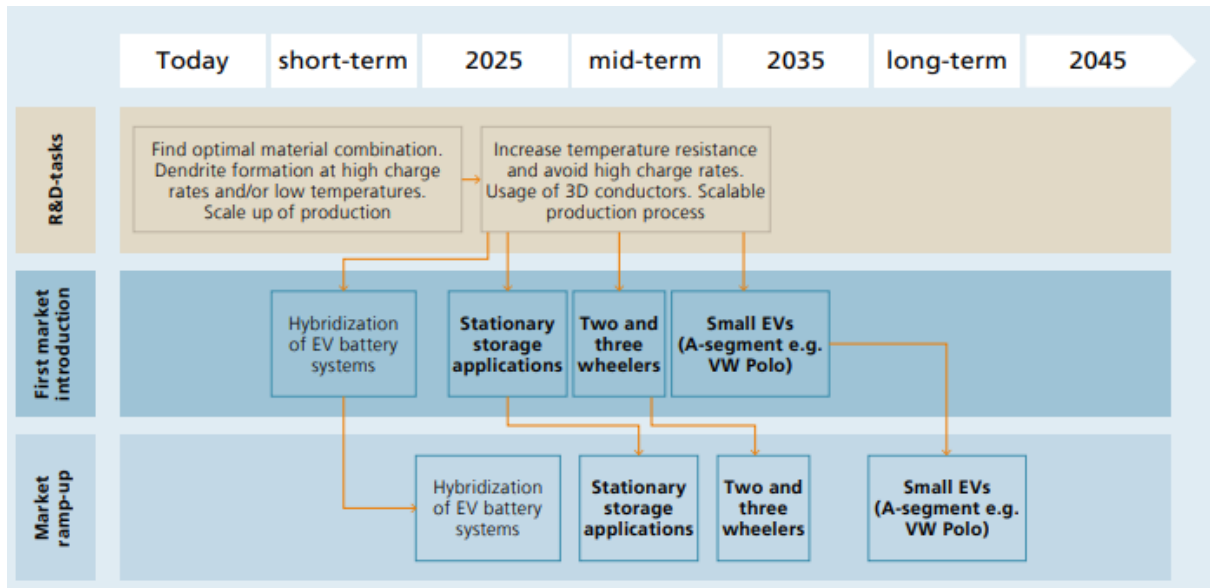 Today
short-term
2025
mid-term
2035
long-term
2045
R&D-tasks
Find optimal material combination.
Dendrite formation at high charge
rates and/or low temperatures.
Scale up of production
Increase temperature resistance
and avoid high charge rates.
Usage of 3D conductors. Scalable
production process
First market
introduction
Hybridization
of EV battery
systems
Stationary
storage
applications
Two and
three
wheelers
Small EVs
(A-segment e.g.
VW Polo)
Market
ramp-up
Hybridization
of EV battery
systems
Stationary
storage
applications
Two and
three
wheelers
Small EVs
(A-segment e.g.
VW Polo)